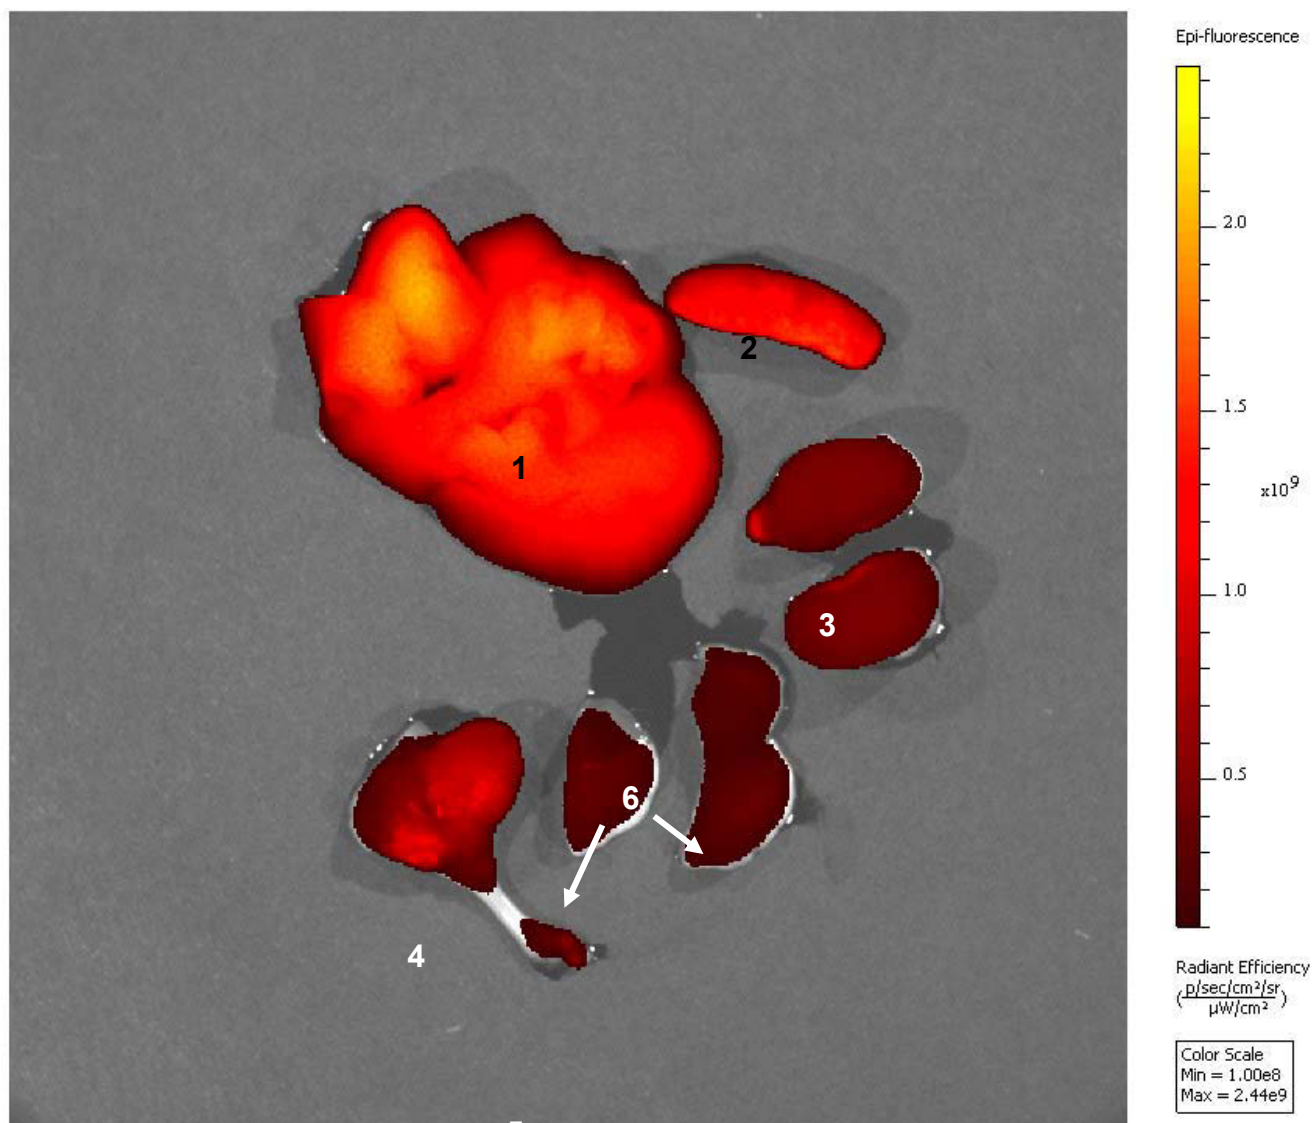 Epi-fluorescence
2.0
1.5
x10⁹
1.0
0.5
Radiant Efficiency
(p/sec/cm²/sr
µW/cm²)
Color Scale
Min = 1.00e8
Max = 2.44e9
2
1
3
6
4